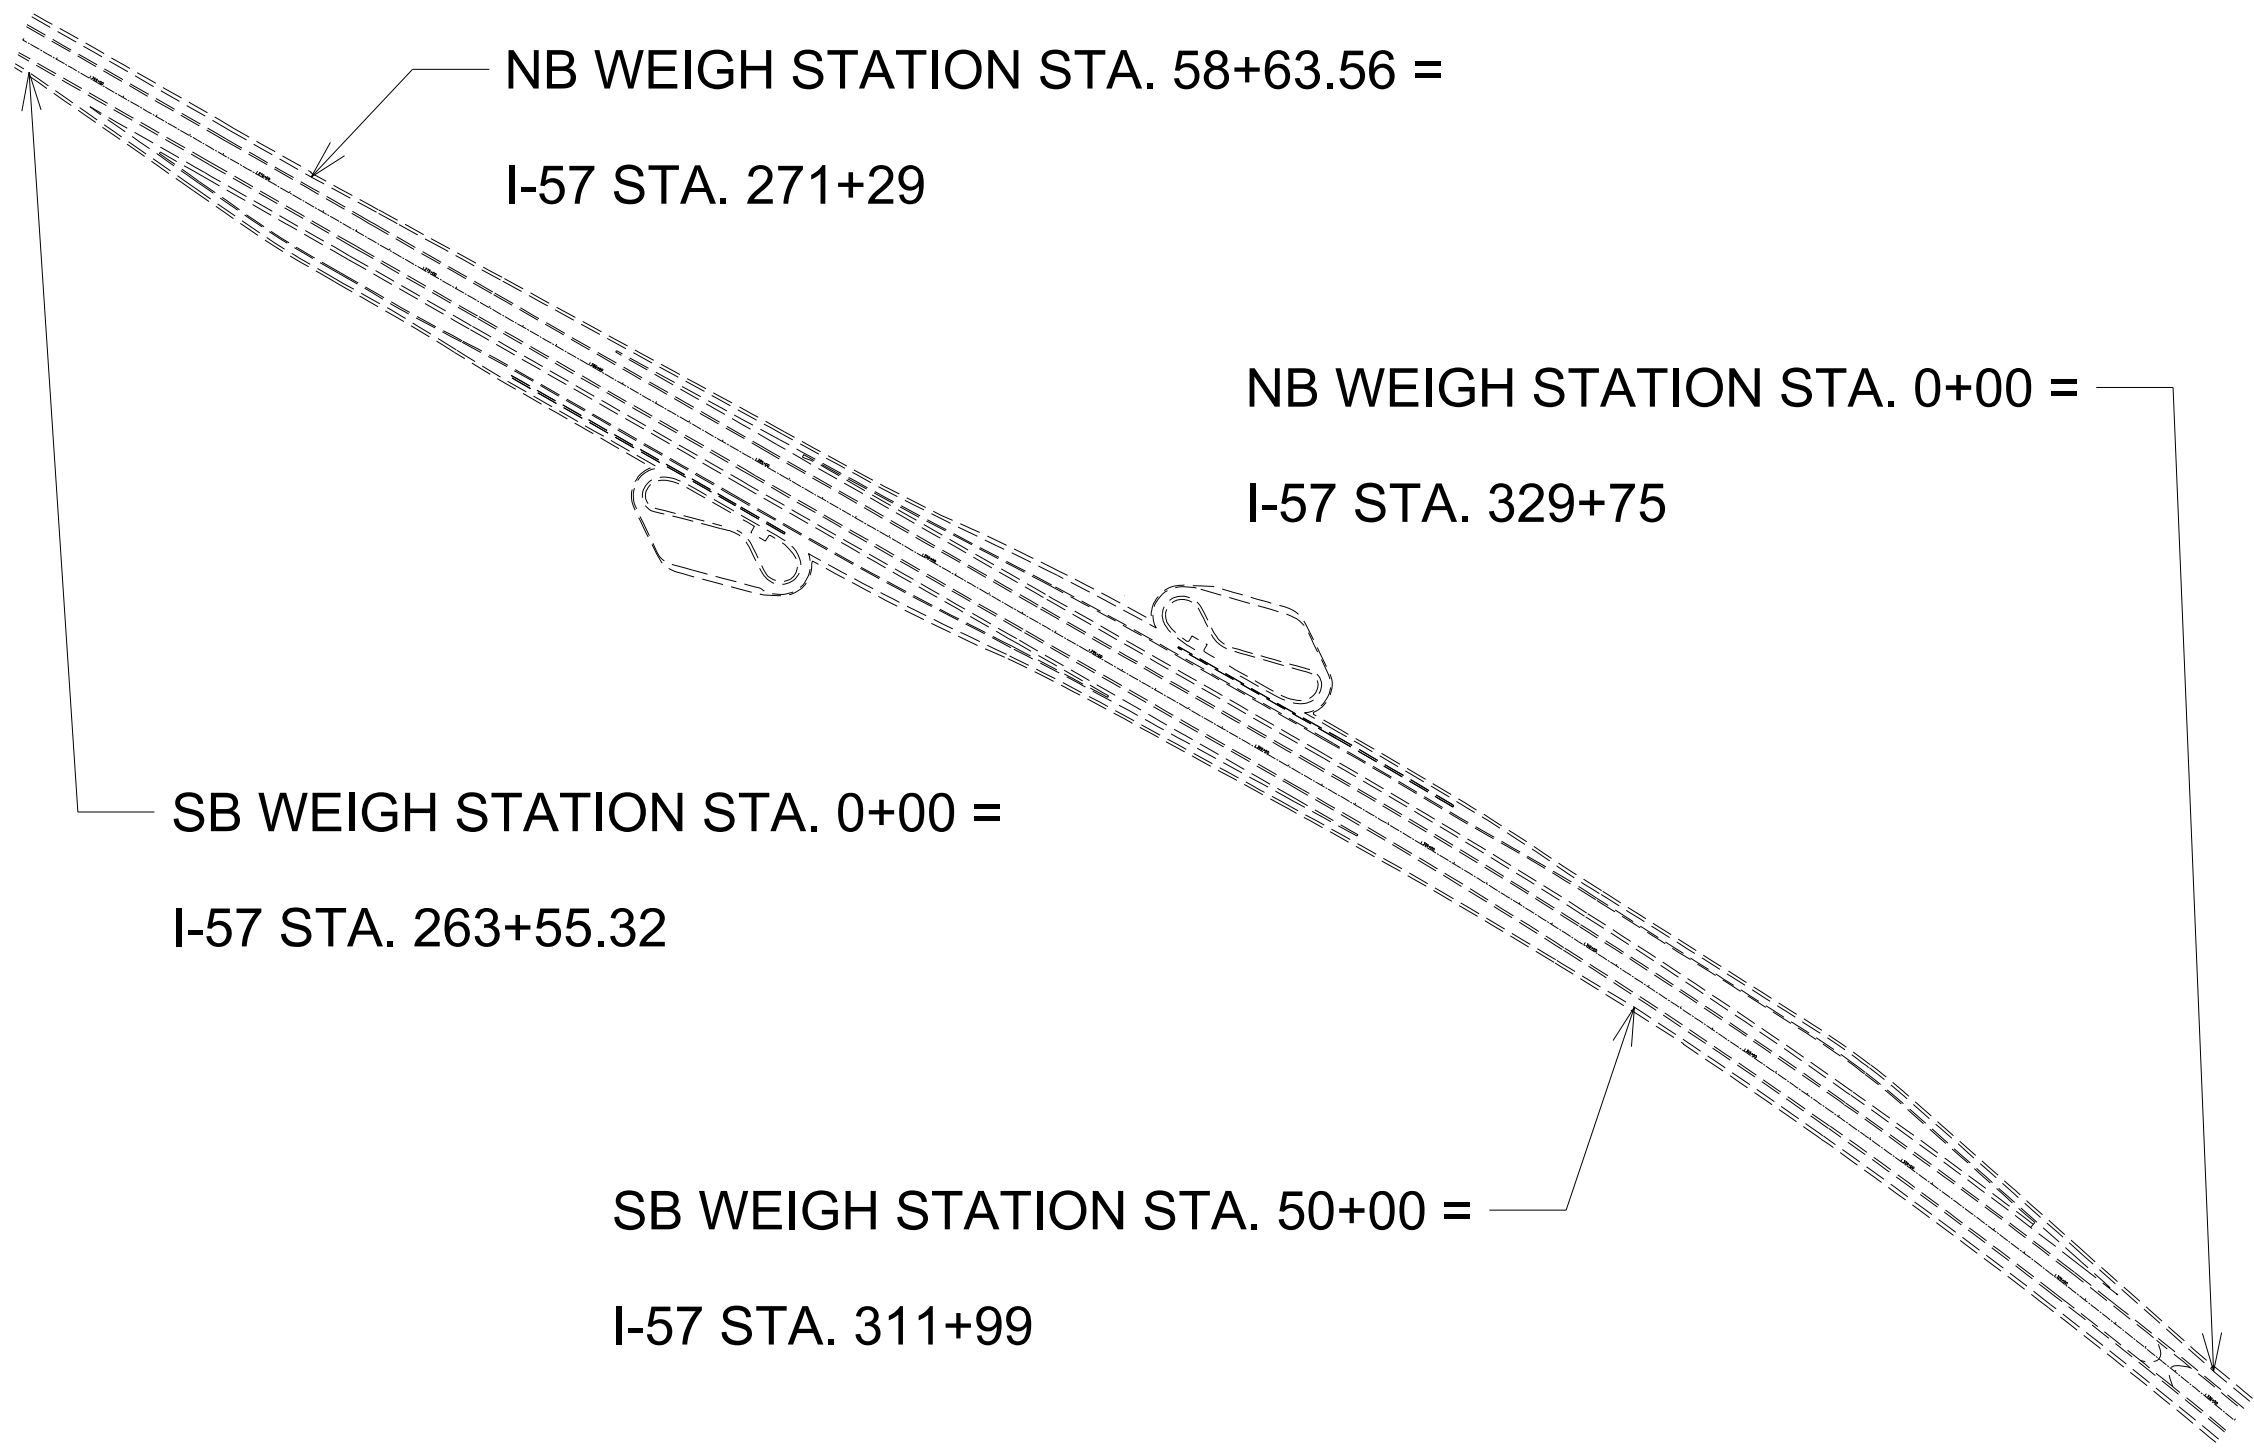 NB WEIGH STATION STA. 58+63.56 =
I-57 STA. 271+29
NB WEIGH STATION STA. 0+00 =
I-57 STA. 329+75
SB WEIGH STATION STA. 0+00 =
I-57 STA. 263+55.32
SB WEIGH STATION STA. 50+00 =
I-57 STA. 311+99